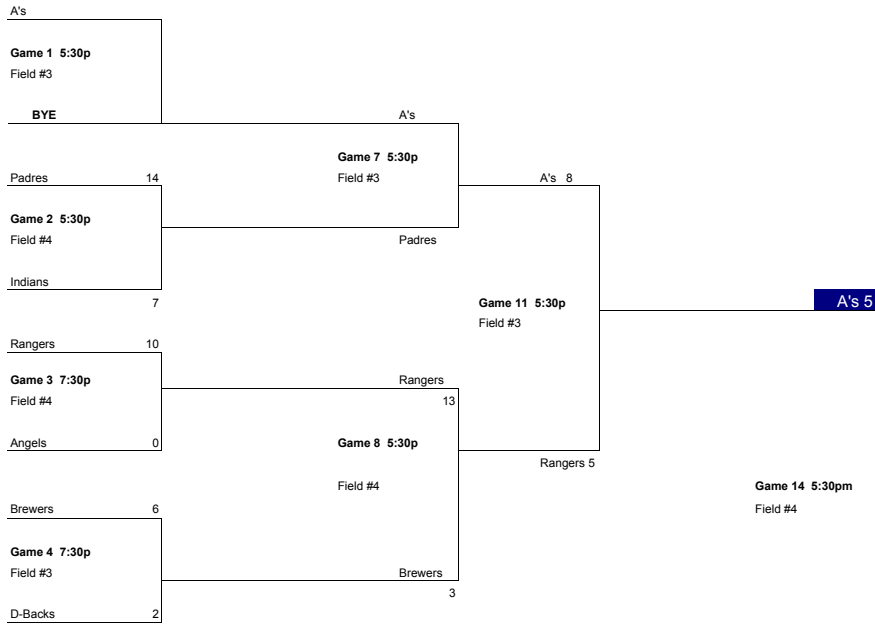 A's
Game 1 5:30p
Field #3
BYE
A's
Game 7 5:30p
Padres 14
Field #3
A's 8
Game 2 5:30p
Field #4
Padres
Indians
7
Game 11 5:30p
A's 5
Field #3
Rangers 10
Game 3 7:30p
Rangers
Field #4
13
Angels 0
Game 8 5:30p
Rangers 5
Field #4
Game 14 5:30pm
Brewers 6
Field #4
Game 4 7:30p
Field #3
Brewers
3
D-Backs 2